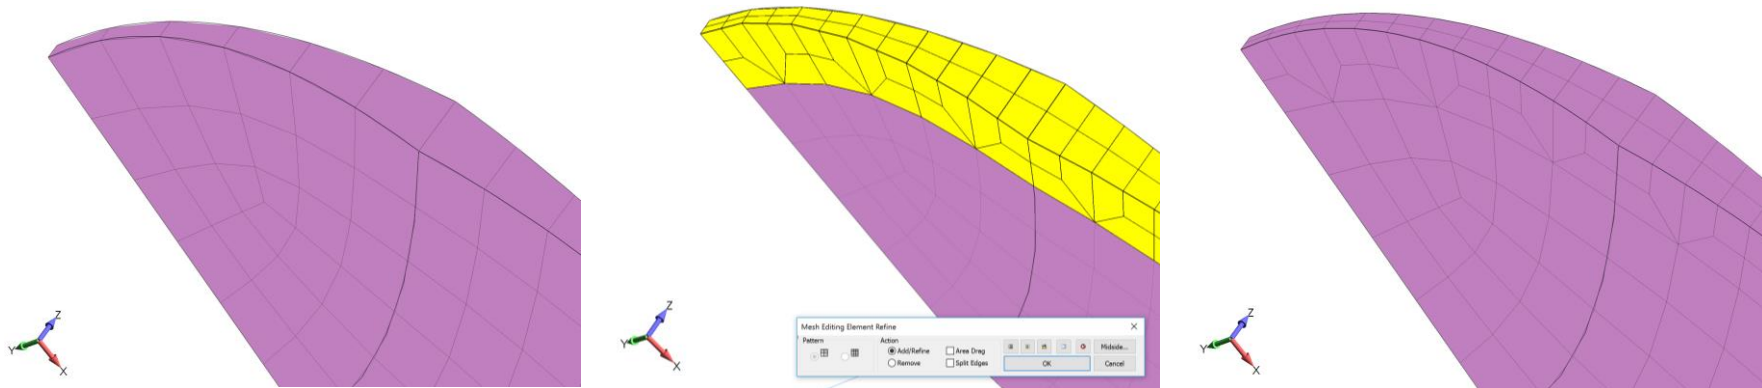 Z
Y
X
Z
Y
X
Mesh Editing Element Refine
Pattern
Action
Add/Refine
Area Drag
Midside...
Remove
Split Edges
OK
Cancel
Z
Y
X